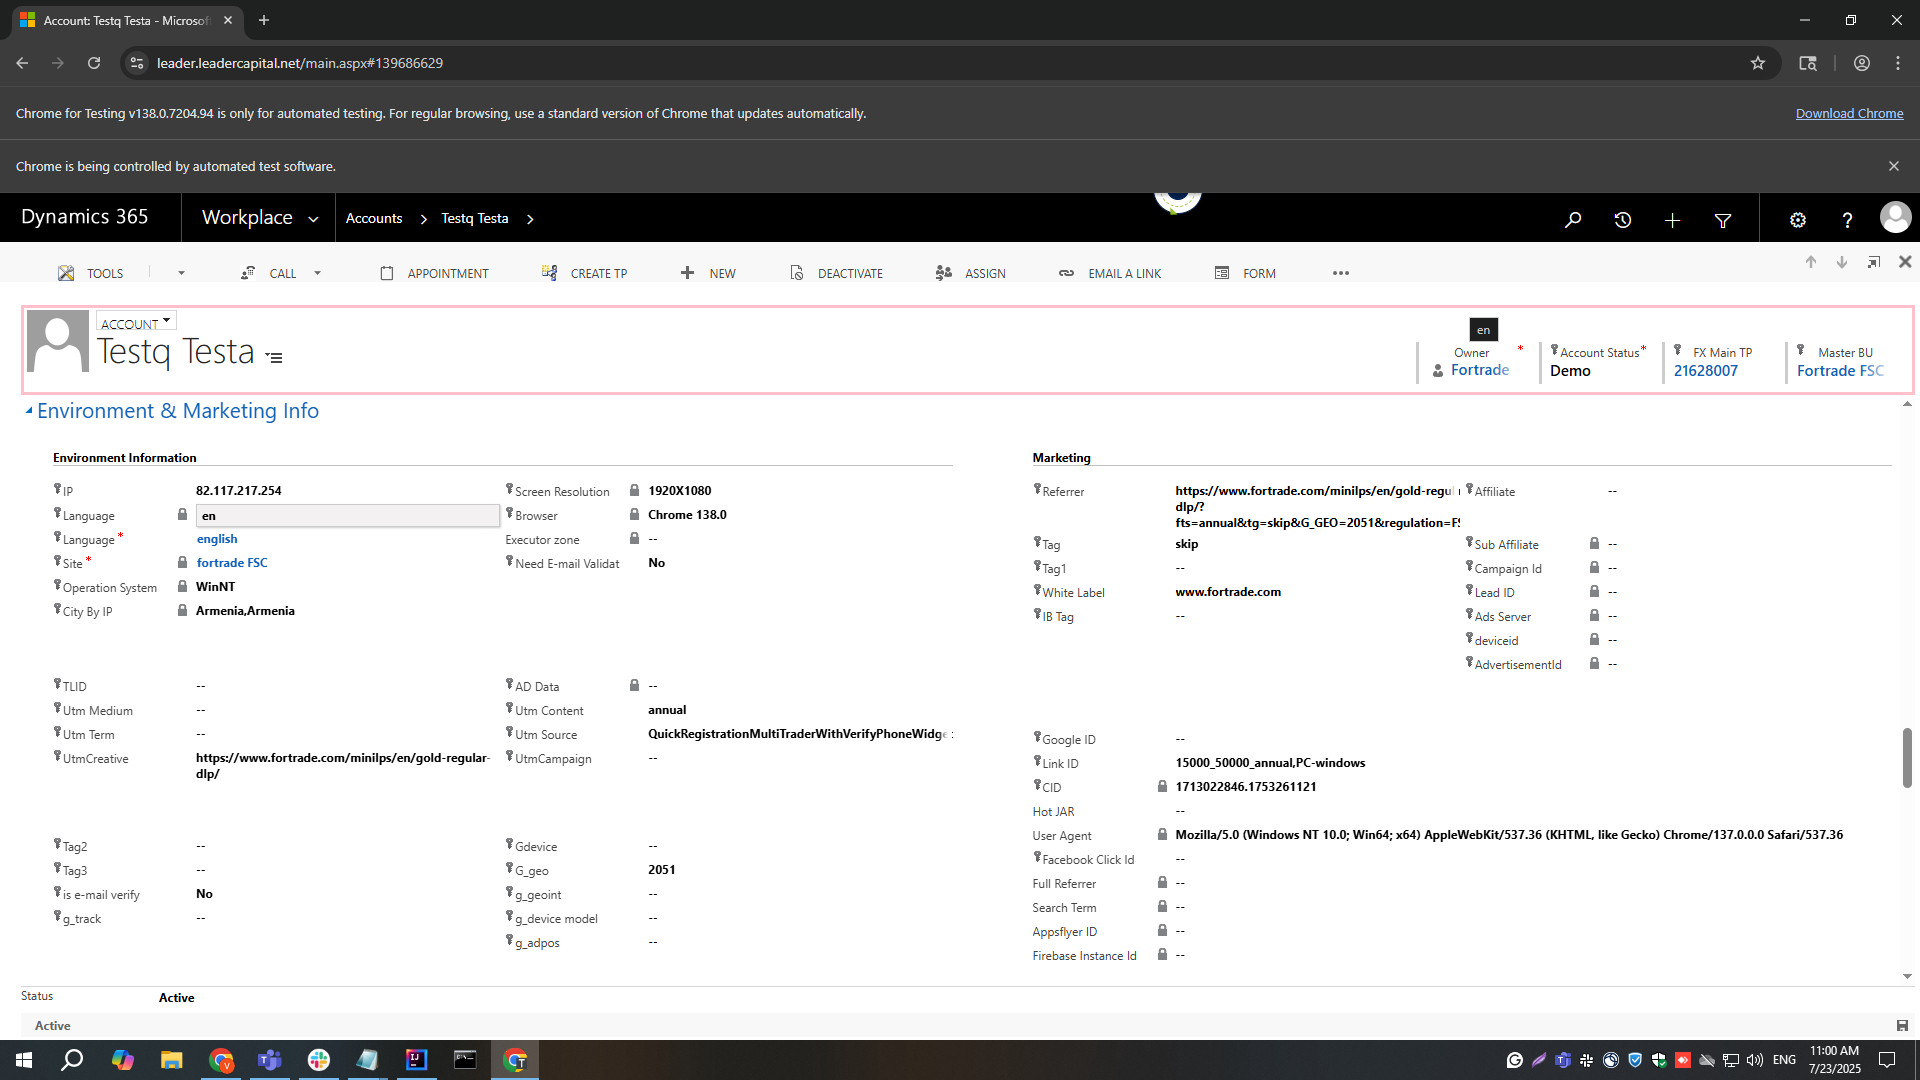 Account: Testq Testa - Microsof
leader.leadercapital.net/main.aspx#139686629
Chrome for Testing v138.0.7204.94 is only for automated testing. For regular browsing, use a standard version of Chrome that updates automatically.
Download Chrome
Chrome is being controlled by automated test software.
Dynamics 365
Workplace
Accounts
Testq Testa
TOOLS
CALL
APPOINTMENT
CREATE TP
NEW
DEACTIVATE
ASSIGN
EMAIL A LINK
FORM
ACCOUNT
Testq Testa
en
Owner *
Fortrade
Account Status *
Demo
FX Main TP
21628007
Master BU
Fortrade FSC
Environment & Marketing Info
Environment Information
IP 82.117.217.254
Language en
Language * english
Site * fortrade FSC
Operation System WinNT
City By IP Armenia,Armenia
Screen Resolution 1920X1080
Browser Chrome 138.0
Executor zone --
Need E-mail Validat No
TLID --
Utm Medium --
Utm Term --
UtmCreative https://www.fortrade.com/minilps/en/gold-regular-
dlp/
AD Data --
Utm Content annual
Utm Source QuickRegistrationMultiTraderWithVerifyPhoneWidge
UtmCampaign --
Tag2 --
Tag3 --
is e-mail verify No
g_track --
Gdevice --
G_geo 2051
g_geoint --
g_device model --
g_adpos --
Marketing
Referrer https://www.fortrade.com/minilps/en/gold-regul
dlp/?
fts=annual&tg=skip&G_GEO=2051&regulation=FS
Tag skip
Tag1 --
White Label www.fortrade.com
IB Tag --
Affiliate --
Sub Affiliate --
Campaign Id --
Lead ID --
Ads Server --
deviceid --
AdvertisementId --
Google ID --
Link ID 15000_50000_annual,PC-windows
CID 1713022846.1753261121
Hot JAR --
User Agent Mozilla/5.0 (Windows NT 10.0; Win64; x64) AppleWebKit/537.36 (KHTML, like Gecko) Chrome/137.0.0.0 Safari/537.36
Facebook Click Id --
Full Referrer --
Search Term --
Appsflyer ID --
Firebase Instance Id --
Status Active
Active
ENG
11:00 AM
7/23/2025